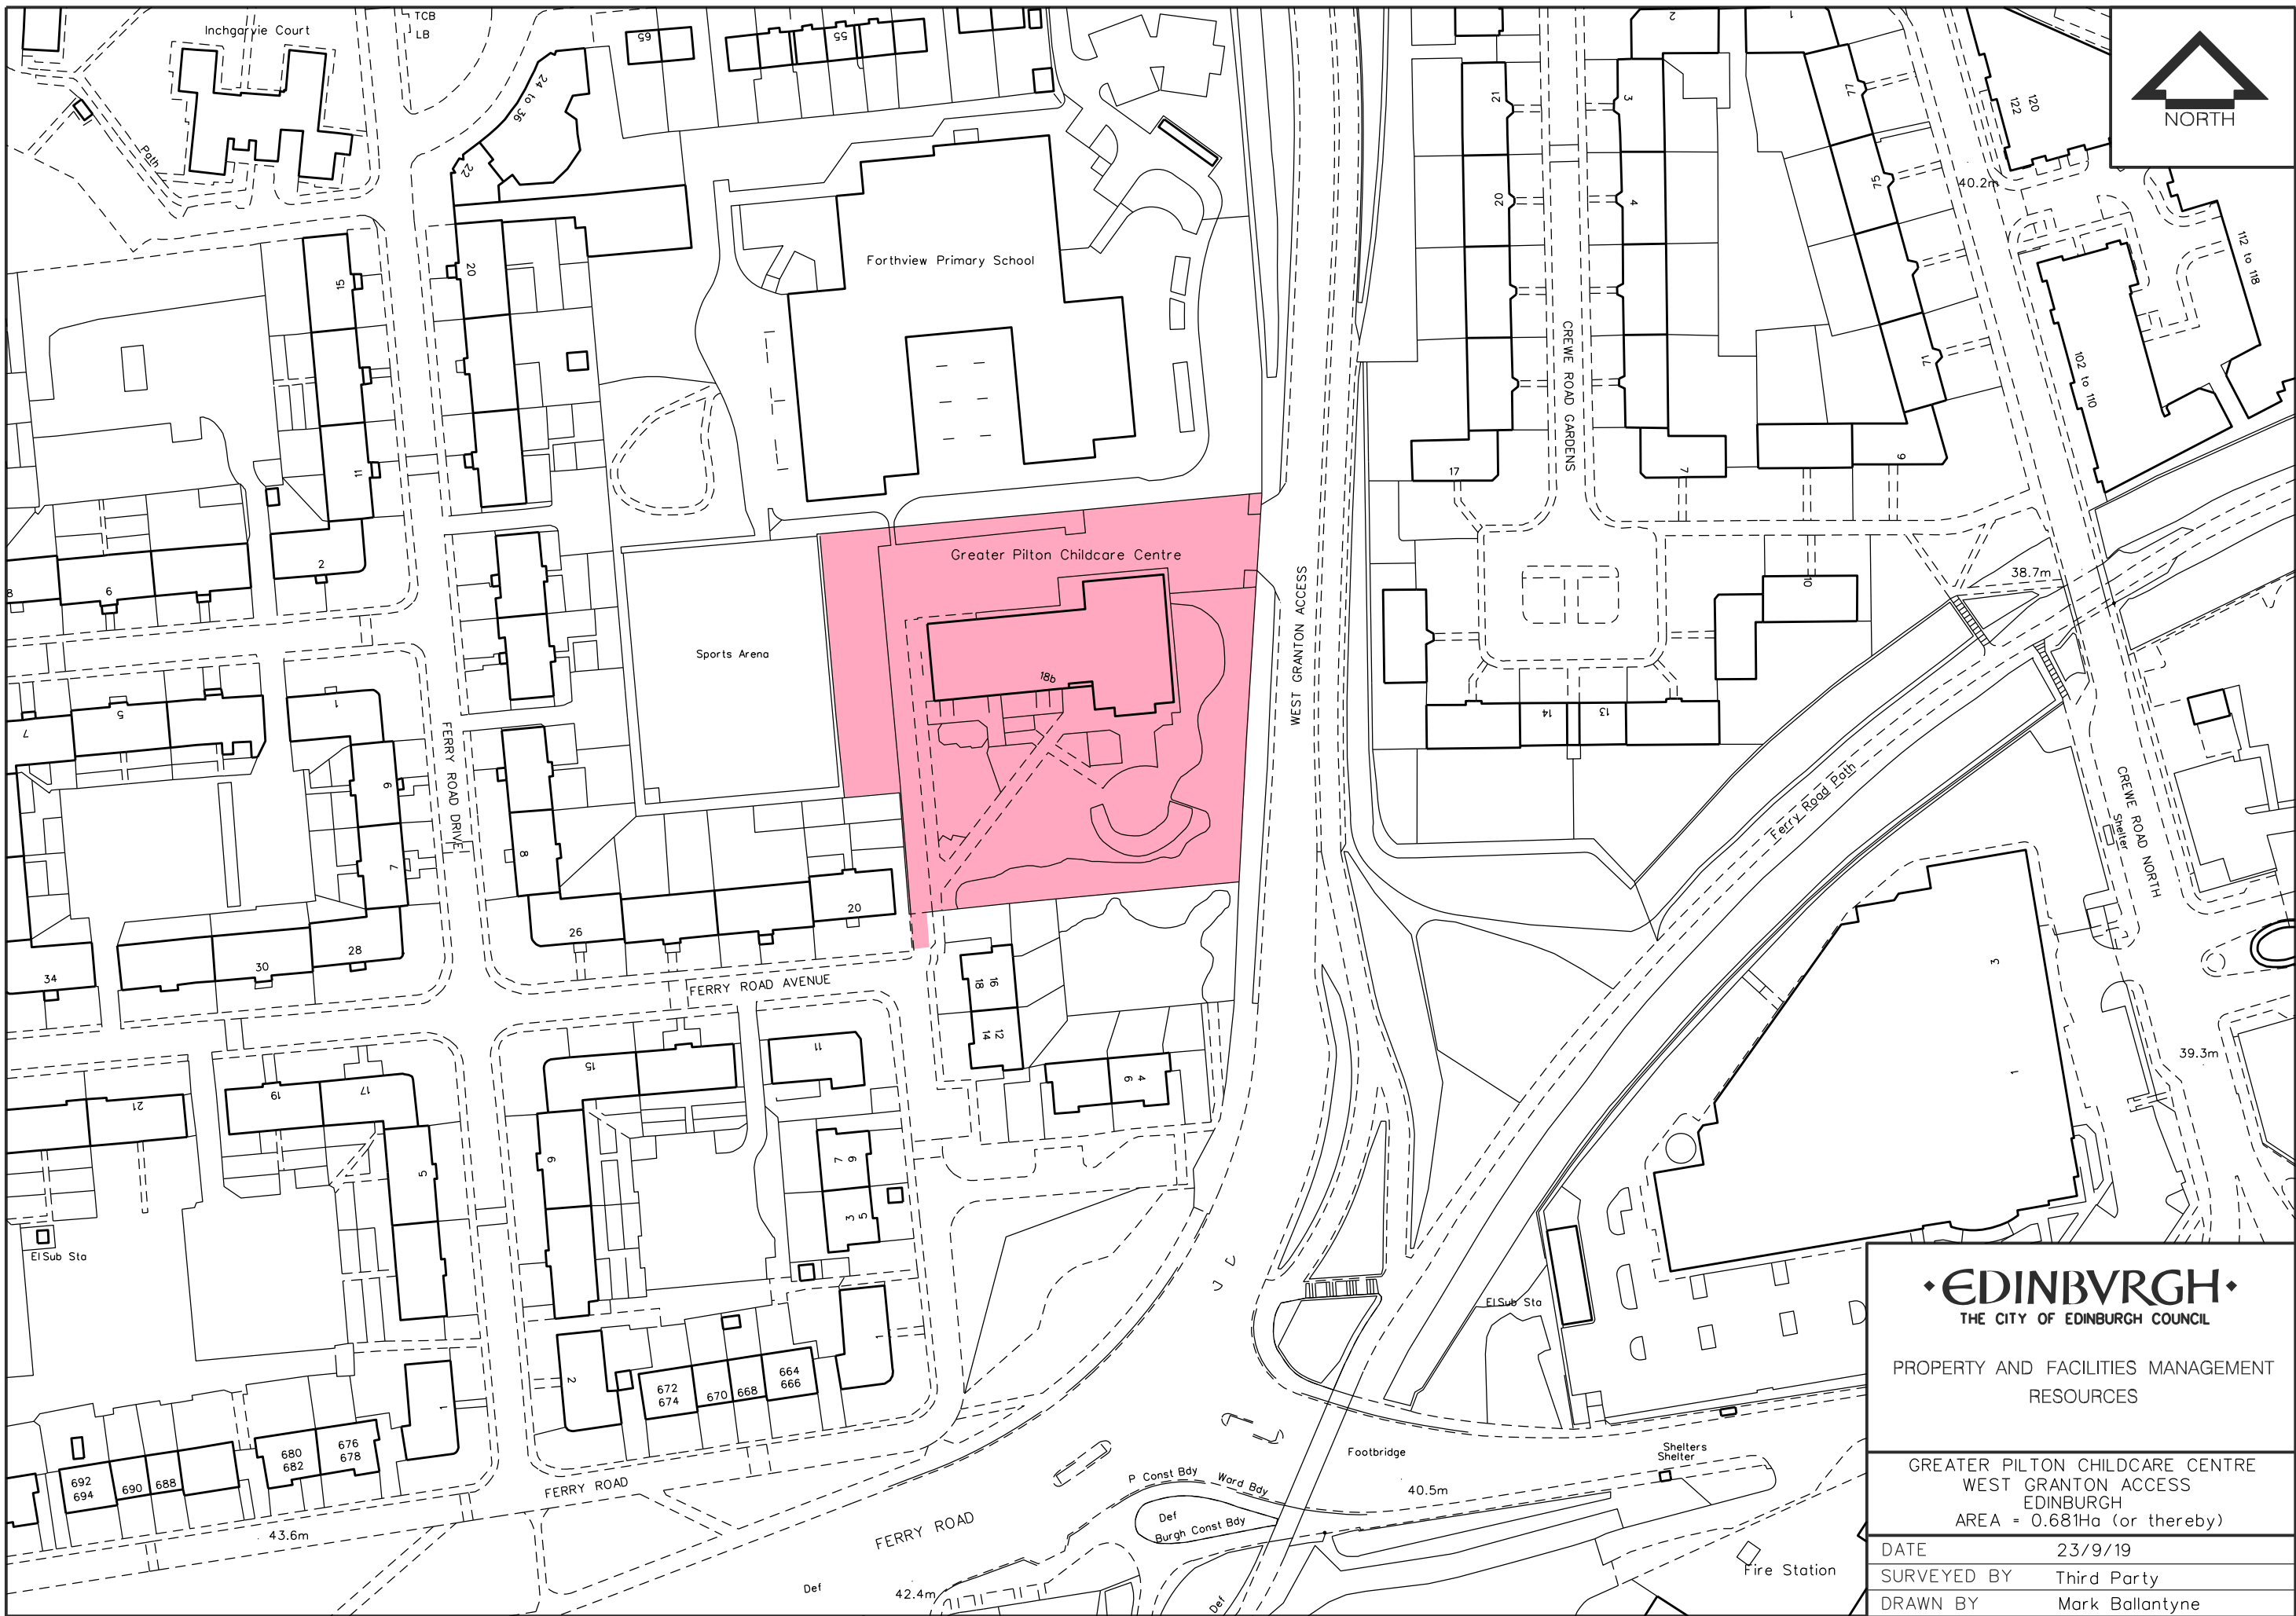 Inchgarvie Court
TCB
LB
Path
24 to 36
22
65
55
2
1
21
3
77
120
122
NORTH
20
4
75
40.2m
112 to 118
Forthview Primary School
15
20
CREWE ROAD GARDENS
71
102 to 110
11
17
7
9
2
8
6
Greater Pilton Childcare Centre
WEST GRANTON ACCESS
38.7m
10
Sports Arena
18b
7
5
1
14
13
FERRY ROAD DRIVE
9
7
8
Ferry Road Path
CREWE ROAD NORTH
Shelter
34
30
28
26
20
FERRY ROAD AVENUE
18
16
14
12
3
1
39.3m
21
19
17
15
11
6
4
5
9
7
9
3
5
El Sub Sta
El Sub Sta
2
1
1
672
674
670
668
664
666
692
694
690
688
680
682
676
678
FERRY ROAD
43.6m
FERRY ROAD
Def
42.4m
P Const Bdy
Ward Bdy
Def
Burgh Const Bdy
Def
Footbridge
40.5m
Shelters
Shelter
Fire Station
•EDINBVRGH•
THE CITY OF EDINBURGH COUNCIL
PROPERTY AND FACILITIES MANAGEMENT
RESOURCES
GREATER PILTON CHILDCARE CENTRE
WEST GRANTON ACCESS
EDINBURGH
AREA = 0.681Ha (or thereby)
DATE 23/9/19
SURVEYED BY Third Party
DRAWN BY Mark Ballantyne